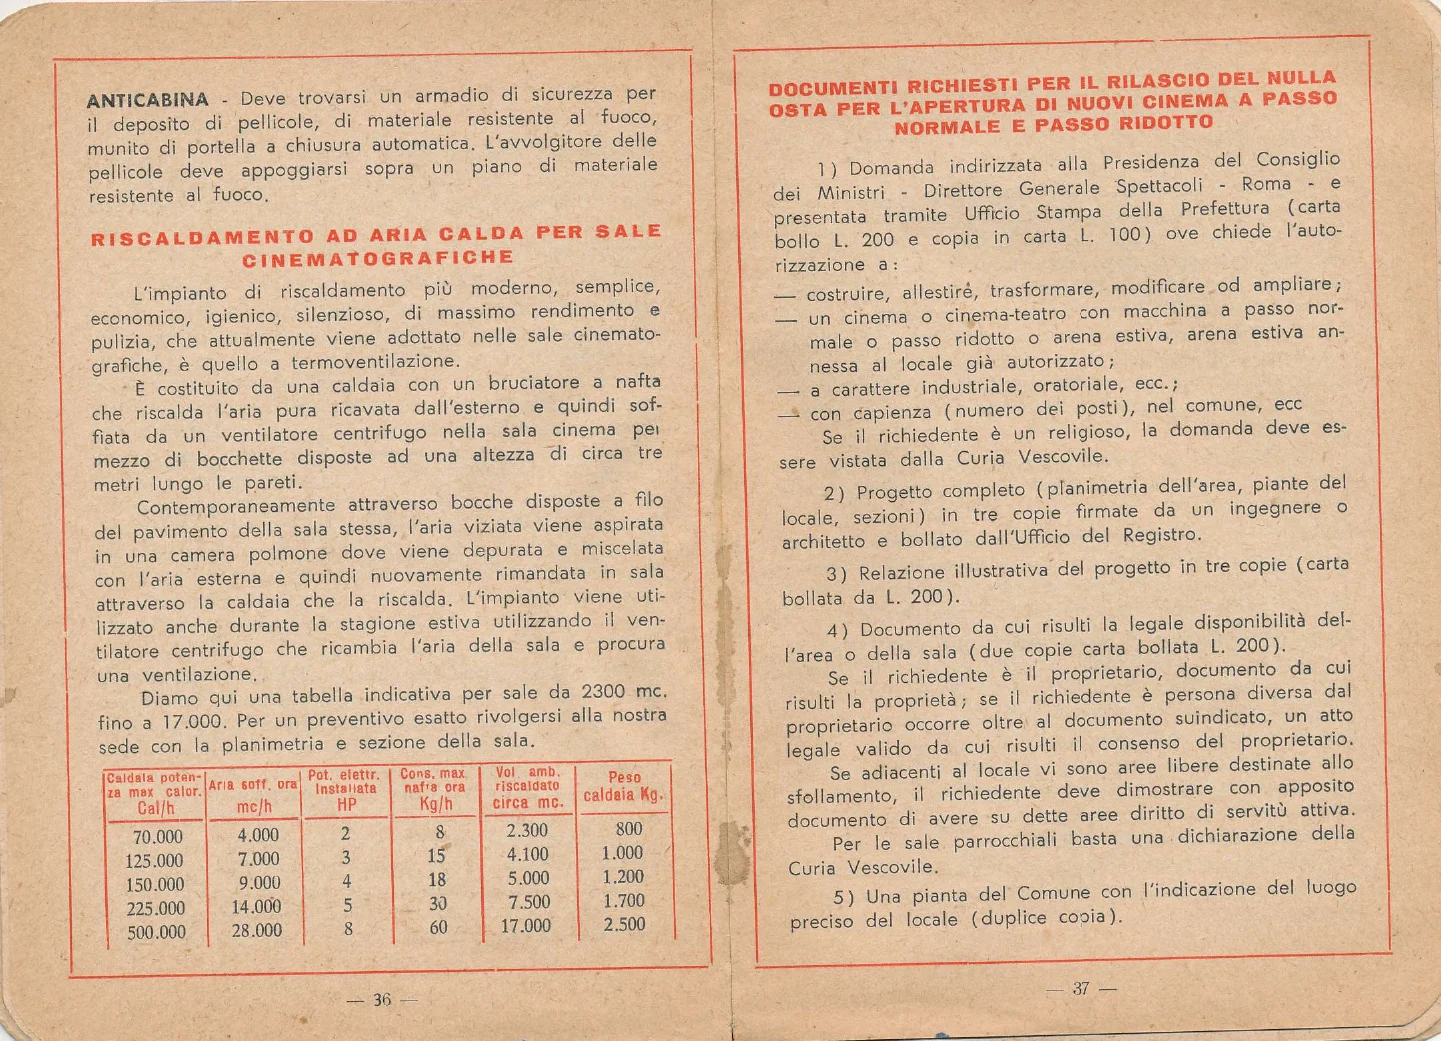 ANTICABINA - Deve trovarsi un armadio di sicurezza per
il deposito di pellicole, di materiale resistente al fuoco,
munito di portella a chiusura automatica. L'avvolgitore delle
pellicole deve appoggiarsi sopra un piano di materiale
resistente al fuoco.
RISCALDAMENTO AD ARIA CALDA PER SALE
CINEMATOGRAFICHE
L'impianto di riscaldamento più moderno, semplice,
economico, igienico, silenzioso, di massimo rendimento e
pulizia, che attualmente viene adottato nelle sale cinemato-
grafiche, è quello a termoventilazione.
È costituito da una caldaia con un bruciatore a nafta
che riscalda l'aria pura ricavata dall'esterno e quindi sof-
fiata da un ventilatore centrifugo nella sala cinema per
mezzo di bocchette disposte ad una altezza di circa tre
metri lungo le pareti.
Contemporaneamente attraverso bocche disposte a filo
del pavimento della sala stessa, l'aria viziata viene aspirata
in una camera polmone dove viene depurata e miscelata
con l'aria esterna e quindi nuovamente rimandata in sala
attraverso la caldaia che la riscalda. L'impianto viene uti-
lizzato anche durante la stagione estiva utilizzando il ven-
tilatore centrifugo che ricambia l'aria della sala e procura
una ventilazione.
Diamo qui una tabella indicativa per sale da 2300 mc.
fino a 17.000. Per un preventivo esatto rivolgersi alla nostra
sede con la planimetria e sezione della sala.
Caldaia poten-
za max calor.
Cal/h
Aria soff. ora
mc/h
Pot. elettr.
Installata
HP
Cons. max
nafta ora
Kg/h
Vol amb.
riscaldato
circa mc.
Peso
caldaia Kg.
70.000 4.000 2 8 2.300 800
125.000 7.000 3 15 4.100 1.000
150.000 9.000 4 18 5.000 1.200
225.000 14.000 5 30 7.500 1.700
500.000 28.000 8 60 17.000 2.500
— 36 —
DOCUMENTI RICHIESTI PER IL RILASCIO DEL NULLA
OSTA PER L'APERTURA DI NUOVI CINEMA A PASSO
NORMALE E PASSO RIDOTTO
1) Domanda indirizzata alla Presidenza del Consiglio
dei Ministri - Direttore Generale Spettacoli - Roma - e
presentata tramite Ufficio Stampa della Prefettura (carta
bollo L. 200 e copia in carta L. 100) ove chiede l'auto-
rizzazione a:
— costruire, allestire, trasformare, modificare od ampliare;
— un cinema o cinema-teatro con macchina a passo nor-
male o passo ridotto o arena estiva, arena estiva an-
nessa al locale già autorizzato;
— a carattere industriale, oratoriale, ecc.;
— con capienza (numero dei posti), nel comune, ecc
Se il richiedente è un religioso, la domanda deve es-
sere vistata dalla Curia Vescovile.
2) Progetto completo (planimetria dell'area, piante del
locale, sezioni) in tre copie firmate da un ingegnere o
architetto e bollato dall'Ufficio del Registro.
3) Relazione illustrativa del progetto in tre copie (carta
bollata da L. 200).
4) Documento da cui risulti la legale disponibilità del-
l'area o della sala (due copie carta bollata L. 200).
Se il richiedente è il proprietario, documento da cui
risulti la proprietà; se il richiedente è persona diversa dal
proprietario occorre oltre al documento suindicato, un atto
legale valido da cui risulti il consenso del proprietario.
Se adiacenti al locale vi sono aree libere destinate allo
sfollamento, il richiedente deve dimostrare con apposito
documento di avere su dette aree diritto di servitù attiva.
Per le sale parrocchiali basta una dichiarazione della
Curia Vescovile.
5) Una pianta del Comune con l'indicazione del luogo
preciso del locale (duplice copia).
— 37 —